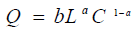 Q = bL^a C^{1-a}